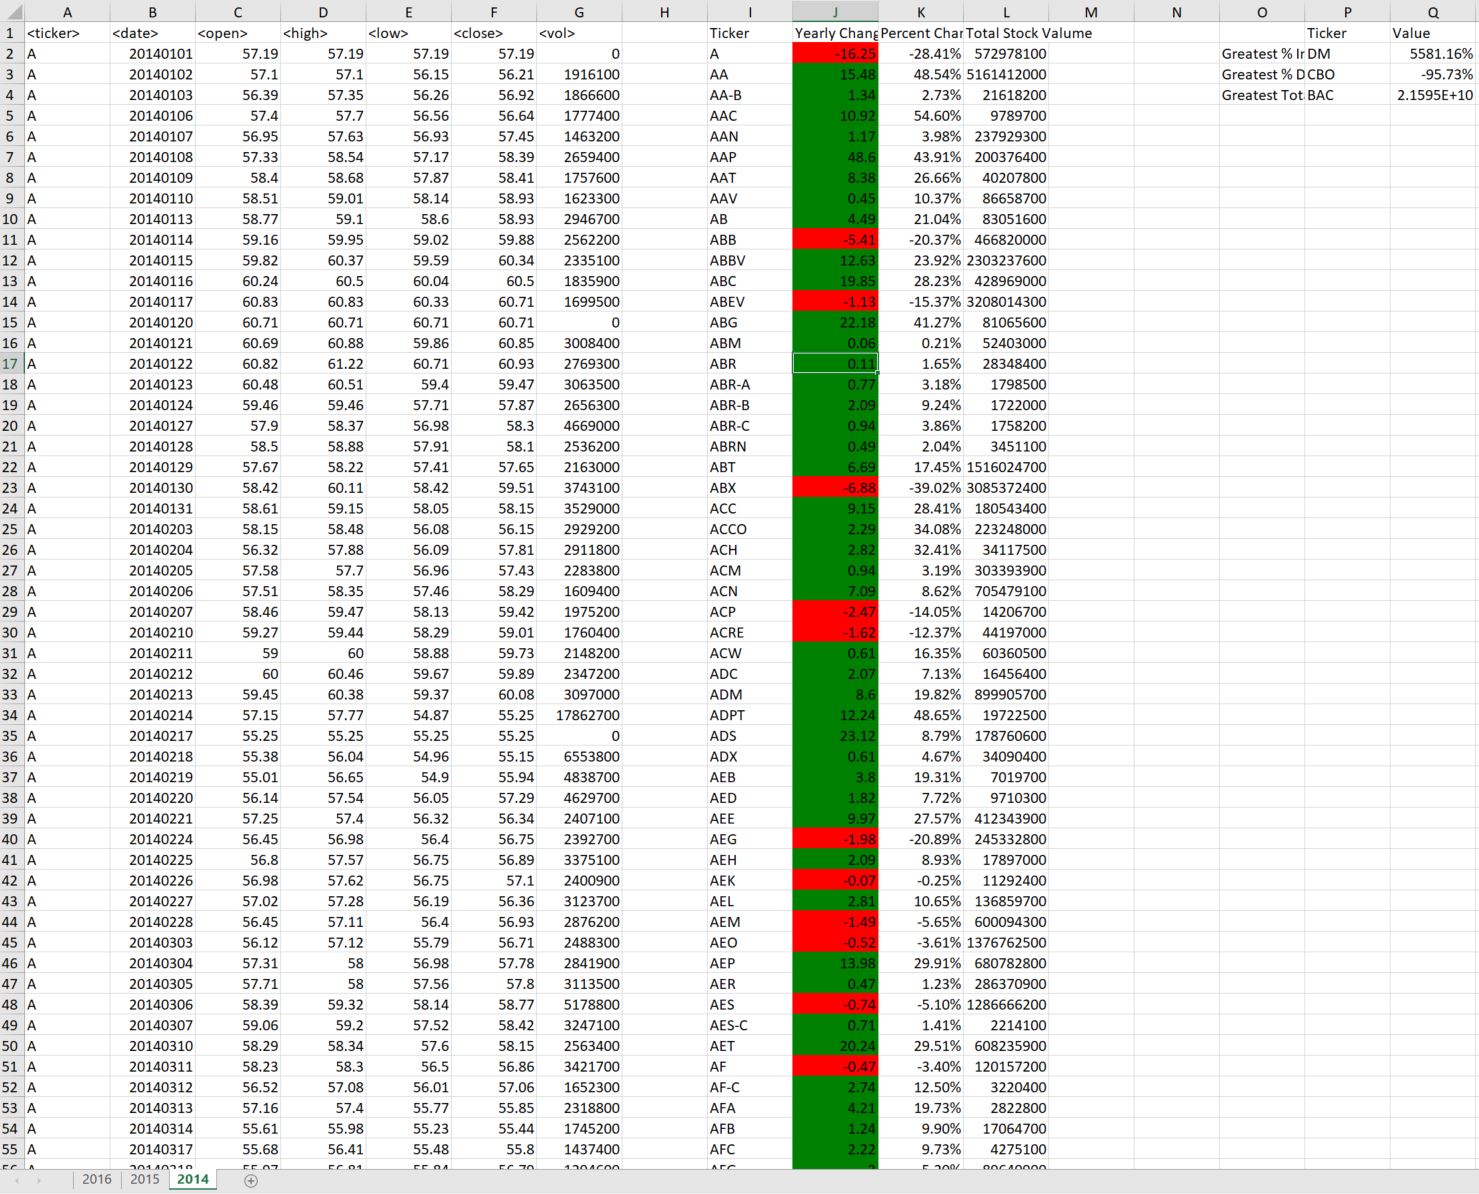 A B C D E F G H I J K L M N O P Q
1 <ticker> <date> <open> <high> <low> <close> <vol> Ticker Yearly Chang Percent Chan Total Stock Valume Ticker Value
2 A 20140101 57.19 57.19 57.19 57.19 0 A -16.25 -28.41% 572978100 Greatest % In DM 5581.16%
3 A 20140102 57.1 57.1 56.15 56.21 1916100 AA 15.48 48.54% 5161412000 Greatest % D CBO -95.73%
4 A 20140103 56.39 57.35 56.26 56.92 1866600 AA-B 1.34 2.73% 21618200 Greatest Tot BAC 2.1595E+10
5 A 20140106 57.4 57.7 56.56 56.64 1777400 AAC 10.92 54.60% 9789700
6 A 20140107 56.95 57.63 56.93 57.45 1463200 AAN 1.17 3.98% 237929300
7 A 20140108 57.33 58.54 57.17 58.39 2659400 AAP 48.6 43.91% 200376400
8 A 20140109 58.4 58.68 57.87 58.41 1757600 AAT 8.38 26.66% 40207800
9 A 20140110 58.51 59.01 58.14 58.93 1623300 AAV 0.45 10.37% 86658700
10 A 20140113 58.77 59.1 58.6 58.93 2946700 AB 4.49 21.04% 83051600
11 A 20140114 59.16 59.95 59.02 59.88 2562200 ABB -5.41 -20.37% 466820000
12 A 20140115 59.82 60.37 59.59 60.34 2335100 ABBV 12.63 23.92% 2303237600
13 A 20140116 60.24 60.5 60.04 60.5 1835900 ABC 19.85 28.23% 428969000
14 A 20140117 60.83 60.83 60.33 60.71 1699500 ABEV -1.13 -15.37% 3208014300
15 A 20140120 60.71 60.71 60.71 60.71 0 ABG 22.18 41.27% 81065600
16 A 20140121 60.69 60.88 59.86 60.85 3008400 ABM 0.06 0.21% 52403000
17 A 20140122 60.82 61.22 60.71 60.93 2769300 ABR 0.11 1.65% 28348400
18 A 20140123 60.48 60.51 59.4 59.47 3063500 ABR-A 0.77 3.18% 1798500
19 A 20140124 59.46 59.46 57.71 57.87 2656300 ABR-B 2.09 9.24% 1722000
20 A 20140127 57.9 58.37 56.98 58.3 4669000 ABR-C 0.94 3.86% 1758200
21 A 20140128 58.5 58.88 57.91 58.1 2536200 ABRN 0.49 2.04% 3451100
22 A 20140129 57.67 58.22 57.41 57.65 2163000 ABT 6.69 17.45% 1516024700
23 A 20140130 58.42 60.11 58.42 59.51 3743100 ABX -6.88 -39.02% 3085372400
24 A 20140131 58.61 59.15 58.05 58.15 3529000 ACC 9.15 28.41% 180543400
25 A 20140203 58.15 58.48 56.08 56.15 2929200 ACCO 2.29 34.08% 223248000
26 A 20140204 56.32 57.88 56.09 57.81 2911800 ACH 2.82 32.41% 34117500
27 A 20140205 57.58 57.7 56.96 57.43 2283800 ACM 0.94 3.19% 303393900
28 A 20140206 57.51 58.35 57.46 58.29 1609400 ACN 7.09 8.62% 705479100
29 A 20140207 58.46 59.47 58.13 59.42 1975200 ACP -2.47 -14.05% 14206700
30 A 20140210 59.27 59.44 58.29 59.01 1760400 ACRE -1.62 -12.37% 44197000
31 A 20140211 59 60 58.88 59.73 2148200 ACW 0.61 16.35% 60360500
32 A 20140212 60 60.46 59.67 59.89 2347200 ADC 2.07 7.13% 16456400
33 A 20140213 59.45 60.38 59.37 60.08 3097000 ADM 8.6 19.82% 899905700
34 A 20140214 57.15 57.77 54.87 55.25 17862700 ADPT 12.24 48.65% 19722500
35 A 20140217 55.25 55.25 55.25 55.25 0 ADS 23.12 8.79% 178760600
36 A 20140218 55.38 56.04 54.96 55.15 6553800 ADX 0.61 4.67% 34090400
37 A 20140219 55.01 56.65 54.9 55.94 4838700 AEB 3.8 19.31% 7019700
38 A 20140220 56.14 57.54 56.05 57.29 4629700 AED 1.82 7.72% 9710300
39 A 20140221 57.25 57.4 56.32 56.34 2407100 AEE 9.97 27.57% 412343900
40 A 20140224 56.45 56.98 56.4 56.75 2392700 AEG -1.98 -20.89% 245332800
41 A 20140225 56.8 57.57 56.75 56.89 3375100 AEH 2.09 8.93% 17897000
42 A 20140226 56.98 57.62 56.75 57.1 2400900 AEK -0.07 -0.25% 11292400
43 A 20140227 57.02 57.28 56.19 56.36 3123700 AEL 2.81 10.65% 136859700
44 A 20140228 56.45 57.11 56.4 56.93 2876200 AEM -1.49 -5.65% 600094300
45 A 20140303 56.12 57.12 55.79 56.71 2488300 AEO -0.52 -3.61% 1376762500
46 A 20140304 57.31 58 56.98 57.78 2841900 AEP 13.98 29.91% 680782800
47 A 20140305 57.71 58 57.56 57.8 3113500 AER 0.47 1.23% 286370900
48 A 20140306 58.39 59.32 58.14 58.77 5178800 AES -0.74 -5.10% 1286666200
49 A 20140307 59.06 59.2 57.52 58.42 3247100 AES-C 0.71 1.41% 2214100
50 A 20140310 58.29 58.34 57.6 58.15 2563400 AET 20.24 29.51% 608235900
51 A 20140311 58.23 58.3 56.5 56.86 3421700 AF -0.47 -3.40% 120157200
52 A 20140312 56.52 57.08 56.01 57.06 1652300 AF-C 2.74 12.50% 3220400
53 A 20140313 57.16 57.4 55.77 55.85 2318800 AFA 4.21 19.73% 2822800
54 A 20140314 55.61 55.98 55.23 55.44 1745200 AFB 1.24 9.90% 17064700
55 A 20140317 55.68 56.41 55.48 55.8 1437400 AFC 2.22 9.73% 4275100
2016 2015 2014